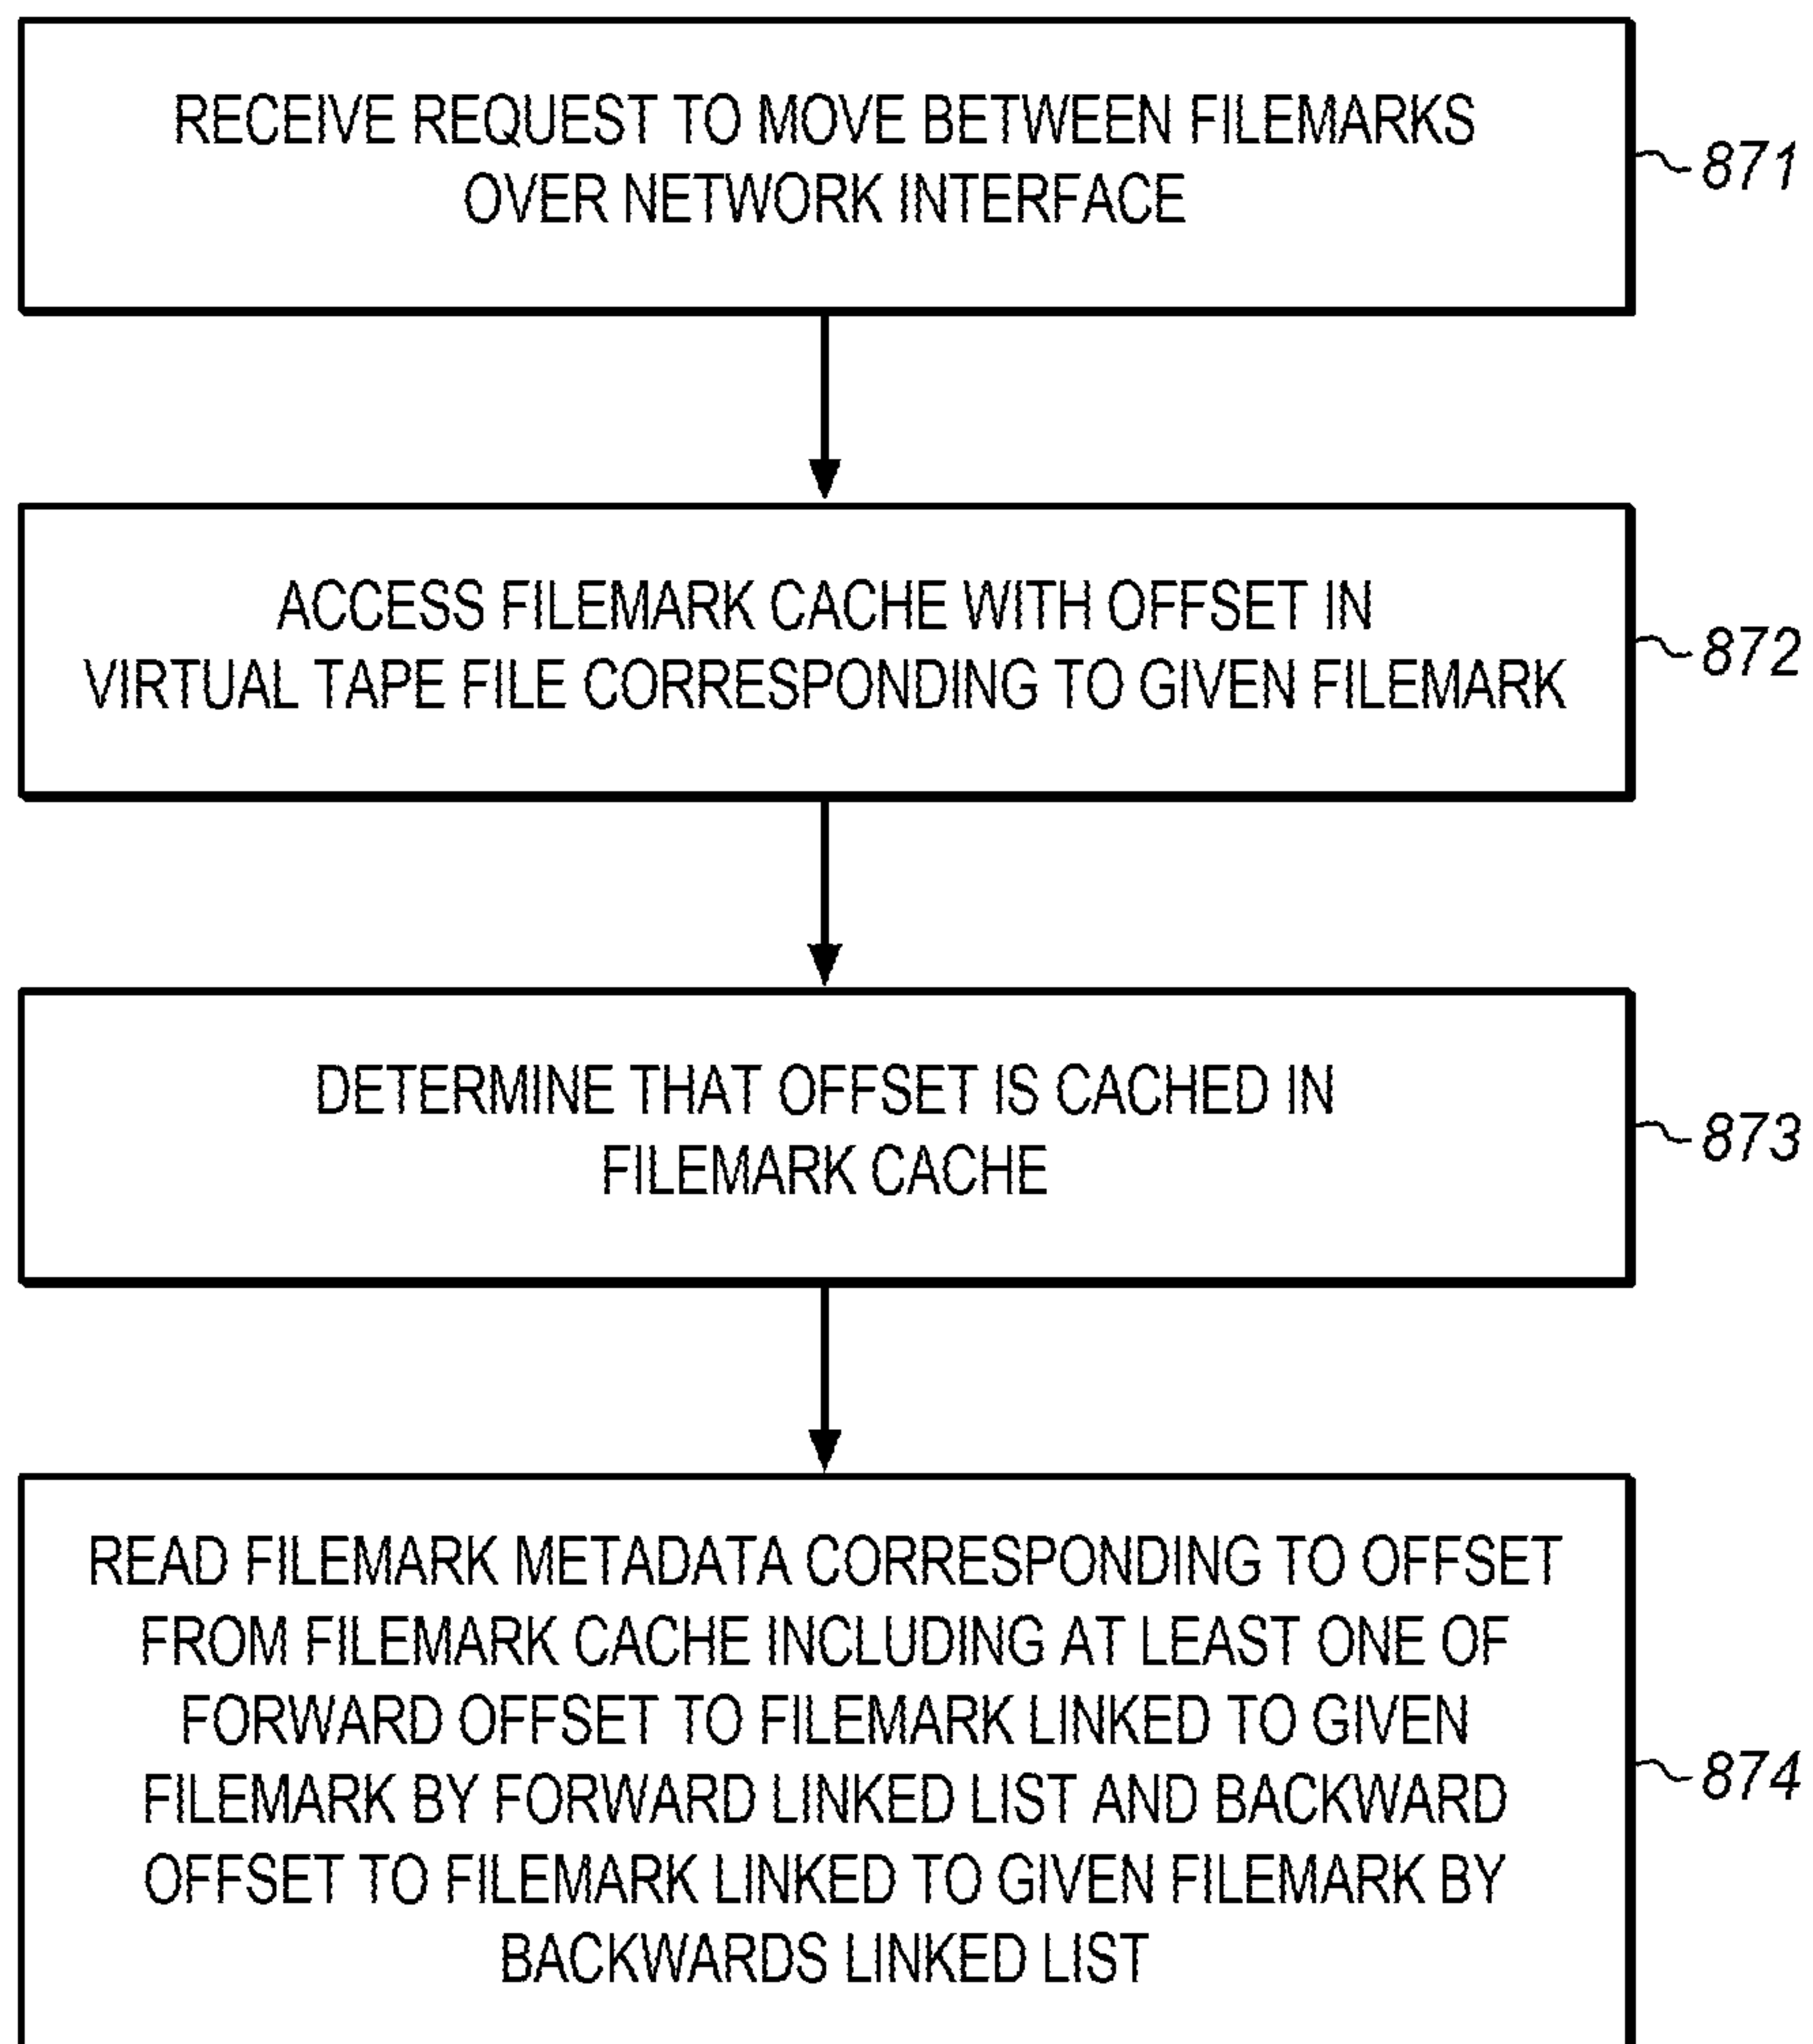 RECEIVE REQUEST TO MOVE BETWEEN FILEMARKS
OVER NETWORK INTERFACE
871
ACCESS FILEMARK CACHE WITH OFFSET IN
VIRTUAL TAPE FILE CORRESPONDING TO GIVEN FILEMARK
872
DETERMINE THAT OFFSET IS CACHED IN
FILEMARK CACHE
873
READ FILEMARK METADATA CORRESPONDING TO OFFSET
FROM FILEMARK CACHE INCLUDING AT LEAST ONE OF
FORWARD OFFSET TO FILEMARK LINKED TO GIVEN
FILEMARK BY FORWARD LINKED LIST AND BACKWARD
OFFSET TO FILEMARK LINKED TO GIVEN FILEMARK BY
BACKWARDS LINKED LIST
874